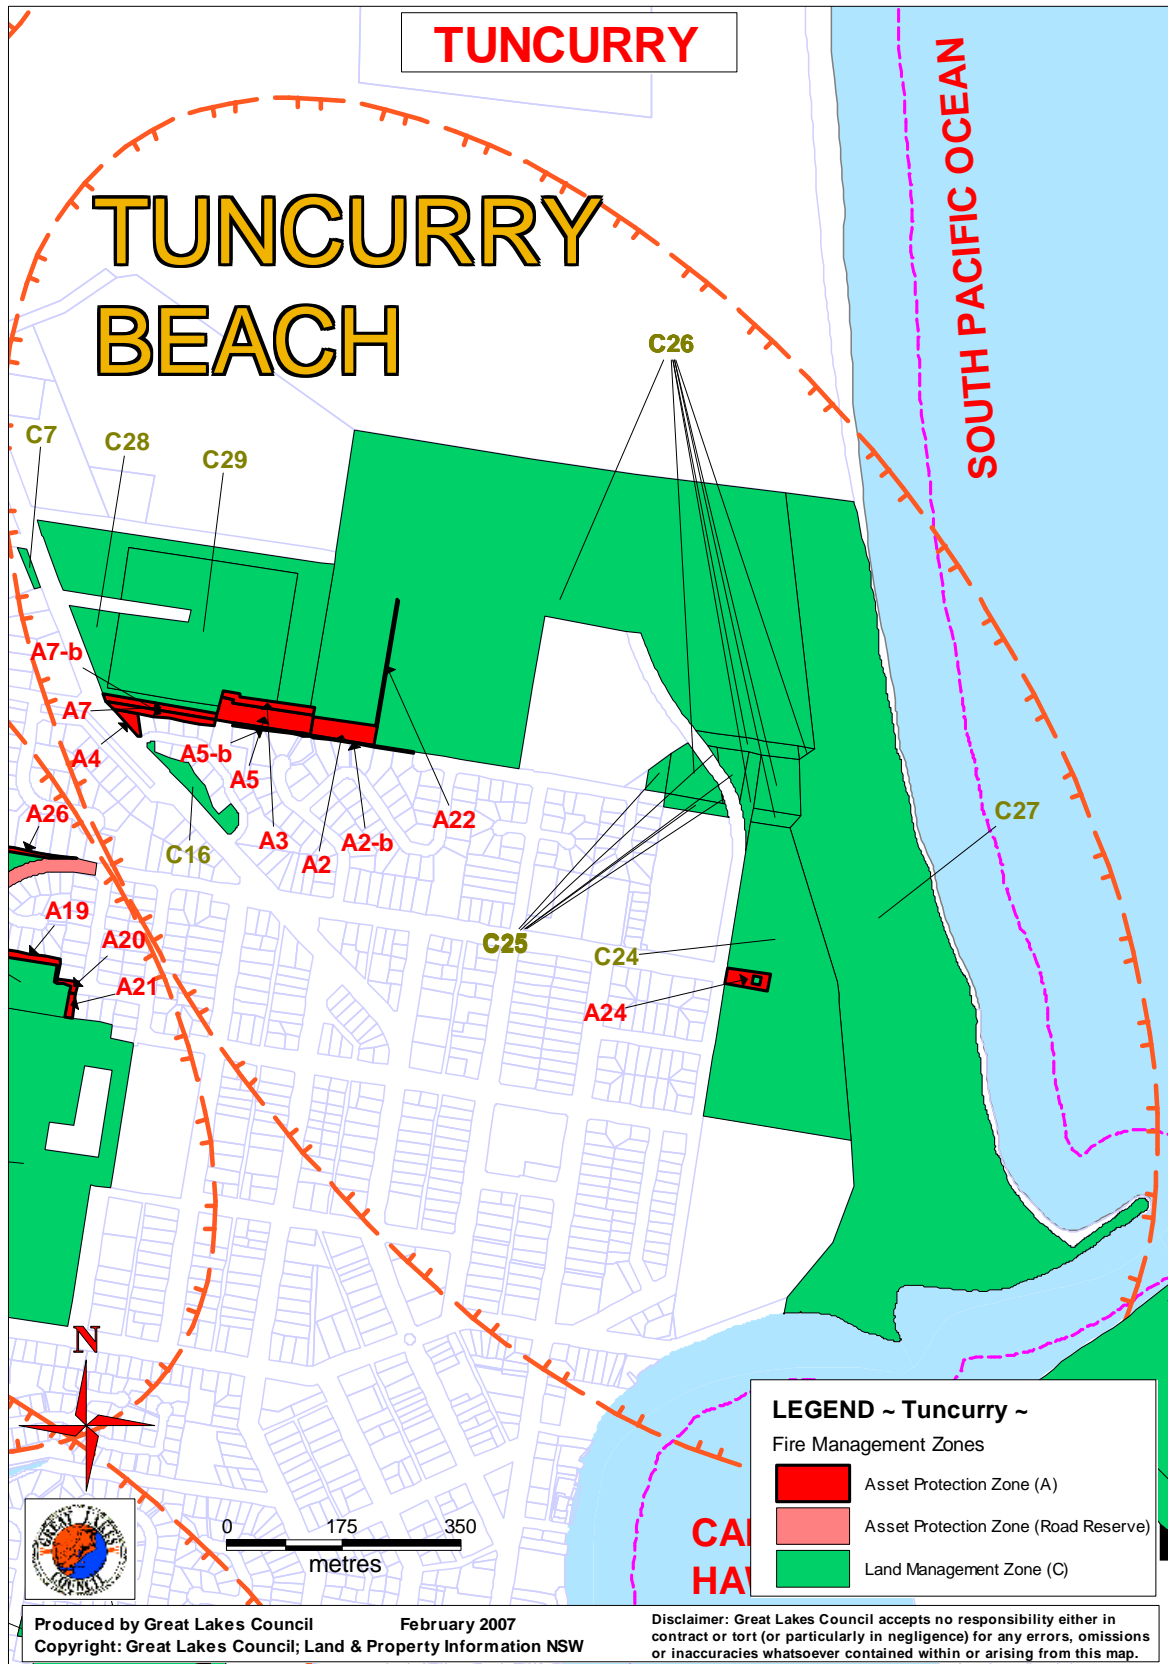 TUNCURRY
SOUTH PACIFIC OCEAN
TUNCURRY
BEACH
C26
C7
C28
C29
A7-b
A7
A4
A5-b
A5
A3
A2
A2-b
A22
C16
A26
A19
A20
A21
C25
C24
A24
C27
N
GREAT LAKES
COUNCIL
0 175 350
metres
LEGEND ~ Tuncurry ~
Fire Management Zones
Asset Protection Zone (A)
Asset Protection Zone (Road Reserve)
Land Management Zone (C)
Produced by Great Lakes Council February 2007
Copyright: Great Lakes Council; Land & Property Information NSW
Disclaimer: Great Lakes Council accepts no responsibility either in
contract or tort (or particularly in negligence) for any errors, omissions
or inaccuracies whatsoever contained within or arising from this map.